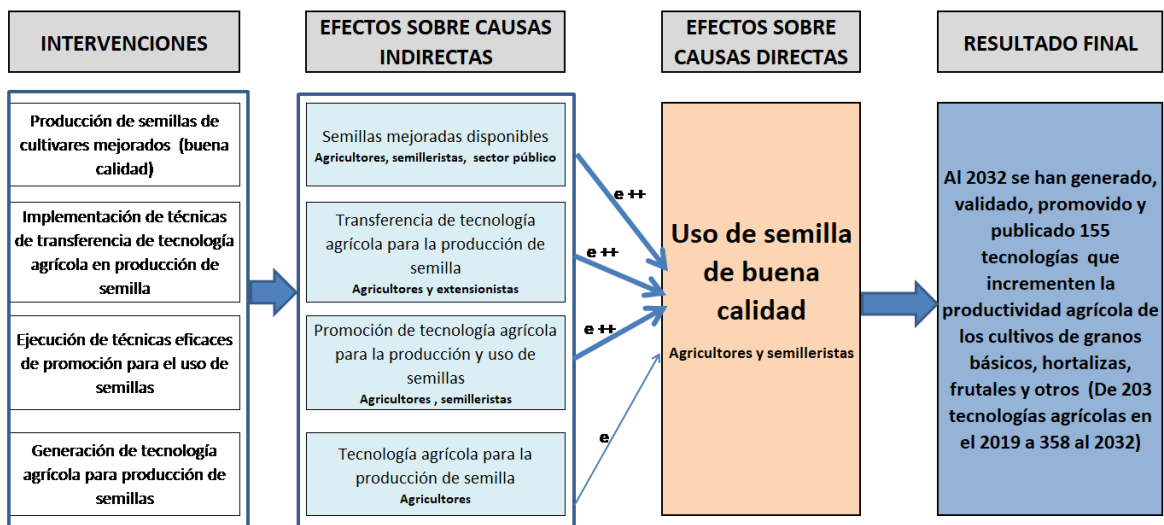 INTERVENCIONES
EFECTOS SOBRE CAUSAS
INDIRECTAS
EFECTOS SOBRE
CAUSAS DIRECTAS
RESULTADO FINAL
Producción de semillas de
cultivares mejorados (buena
calidad)
Implementación de técnicas
de transferencia de tecnología
agrícola en producción de
semilla
Ejecución de técnicas eficaces
de promoción para el uso de
semillas
Generación de tecnología
agrícola para producción de
semillas
Semillas mejoradas disponibles
Agricultores, semilleristas, sector público
Transferencia de tecnología
agrícola para la producción de
semilla
Agricultores y extensionistas
Promoción de tecnología agrícola
para la producción y uso de
semillas
Agricultores , semilleristas
Tecnología agrícola para la
producción de semilla
Agricultores
e ++
e ++
e ++
e
Uso de semilla
de buena
calidad
Agricultores y semilleristas
Al 2032 se han generado,
validado, promovido y
publicado 155
tecnologías que
incrementen la
productividad agrícola de
los cultivos de granos
básicos, hortalizas,
frutales y otros (De 203
tecnologías agrícolas en
el 2019 a 358 al 2032)